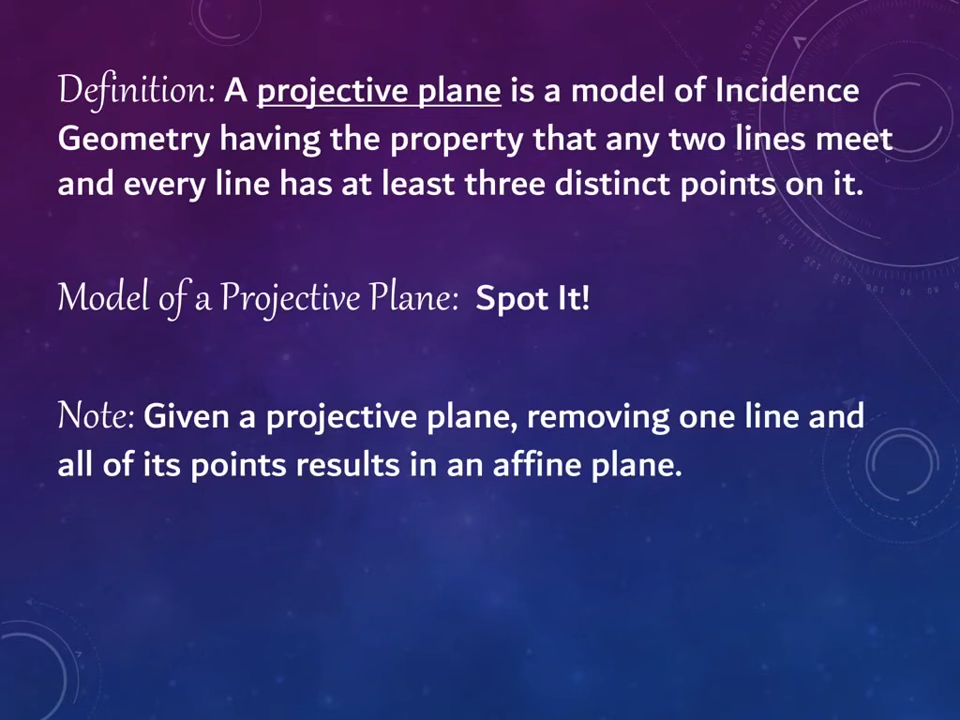 Definition: A projective plane is a model of Incidence
Geometry having the property that any two lines meet
and every line has at least three distinct points on it.
Model of a Projective Plane: Spot It!
Note: Given a projective plane, removing one line and
all of its points results in an affine plane.